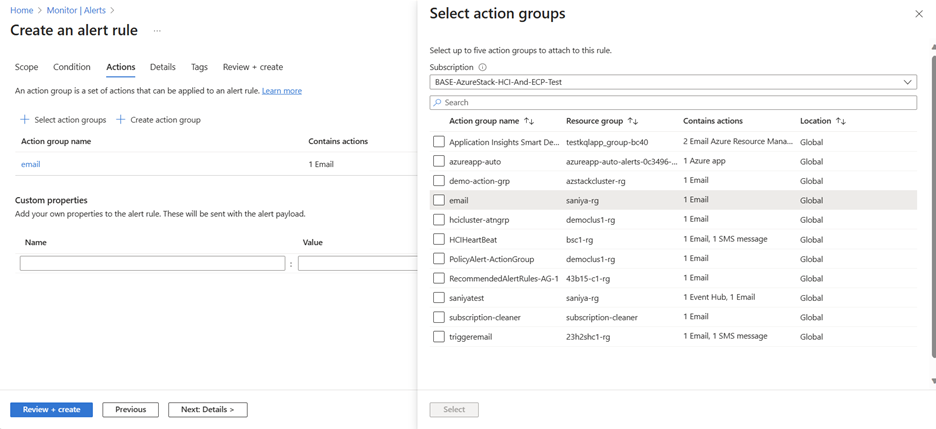 Home > Monitor | Alerts >
Create an alert rule ...
Scope Condition Actions Details Tags Review + create
An action group is a set of actions that can be applied to an alert rule. Learn more
+ Select action groups + Create action group
Action group name Contains actions
email 1 Email
Custom properties
Add your own properties to the alert rule. These will be sent with the alert payload.
Name Value
:
Review + create Previous Next: Details >
Select action groups
Select up to five action groups to attach to this rule.
Subscription
BASE-AzureStack-HCI-And-ECP-Test
Search
Action group name ↑↓ Resource group ↑↓ Contains actions Location ↑↓
Application Insights Smart De... testkqlapp_group-bc40 2 Email Azure Resource Mana... Global
azureapp-auto azureapp-auto-alerts-0c3496-... 1 Azure app Global
demo-action-grp azstackcluster-rg 1 Email Global
email saniya-rg 1 Email Global
hcicluster-atngrp democlus1-rg 1 Email Global
HCIHeartBeat bsc1-rg 1 Email, 1 SMS message Global
PolicyAlert-ActionGroup democlus1-rg 1 Email Global
RecommendedAlertRules-AG-1 43b15-c1-rg 1 Email Global
saniyatest saniya-rg 1 Event Hub, 1 Email Global
subscription-cleaner subscription-cleaner 1 Email Global
triggeremail 23h2shc1-rg 1 Email, 1 SMS message Global
Select